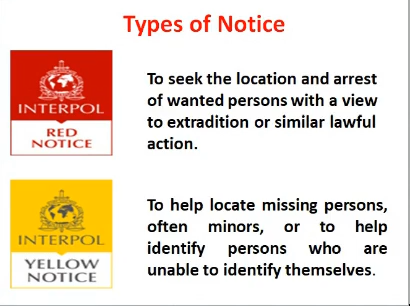 Types of Notice
INTERPOL
RED
NOTICE
To seek the location and arrest
of wanted persons with a view
to extradition or similar lawful
action.
INTERPOL
YELLOW
NOTICE
To help locate missing persons,
often minors, or to help
identify persons who are
unable to identify themselves.